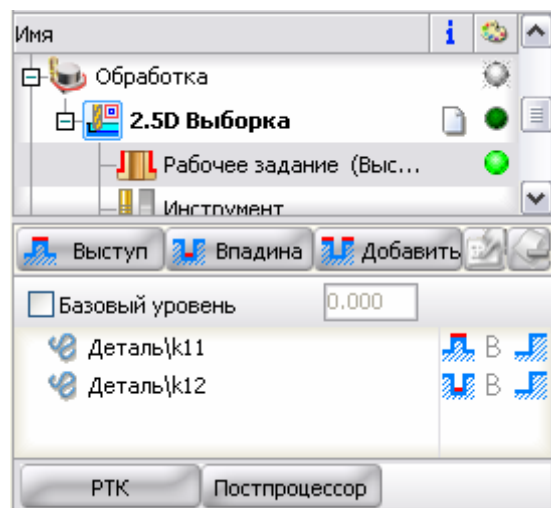 Имя
Обработка
2.5D Выборка
Рабочее задание (Выс...
Инструмент
Выступ Впадина Добавить
Базовый уровень 0.000
Деталь\k11 B
Деталь\k12 B
РТК Постпроцессор